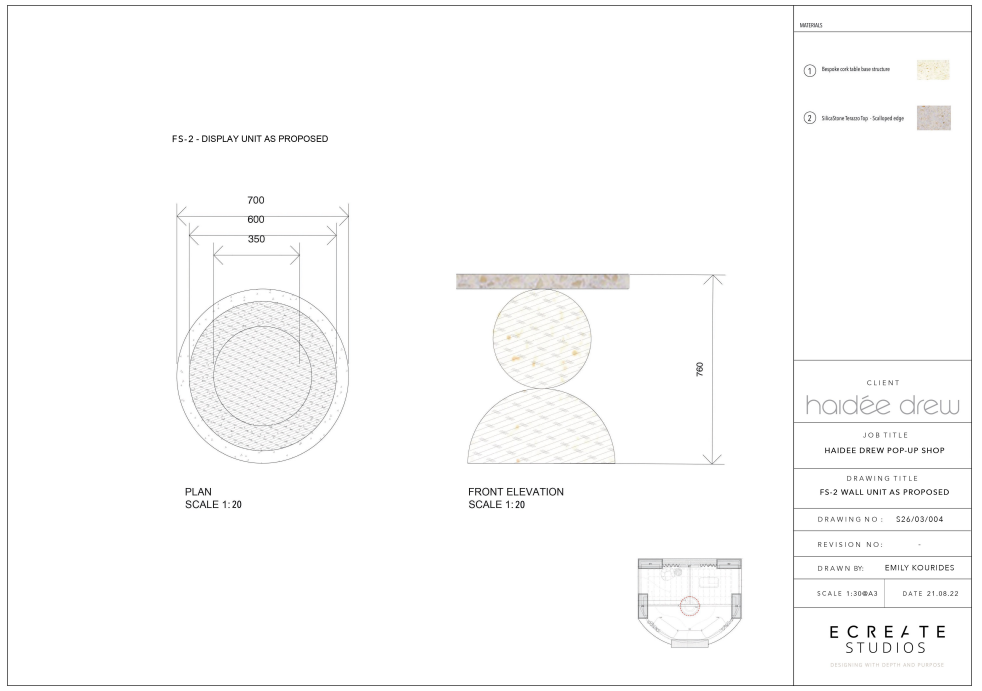 FS-2 - DISPLAY UNIT AS PROPOSED
700
600
350
760
PLAN
SCALE 1:20
FRONT ELEVATION
SCALE 1:20
MATERIALS
1 Bespoke cork table base structure
2 SilicaStone Terazzo Top - Scalloped edge
CLIENT
haidée drew
JOB TITLE
HAIDEE DREW POP-UP SHOP
DRAWING TITLE
FS-2 WALL UNIT AS PROPOSED
DRAWING NO : S26/03/004
REVISION NO: -
DRAWN BY: EMILY KOURIDES
SCALE 1:30@A3 DATE 21.08.22
ECREATE
STUDIOS
DESIGNING WITH DEPTH AND PURPOSE